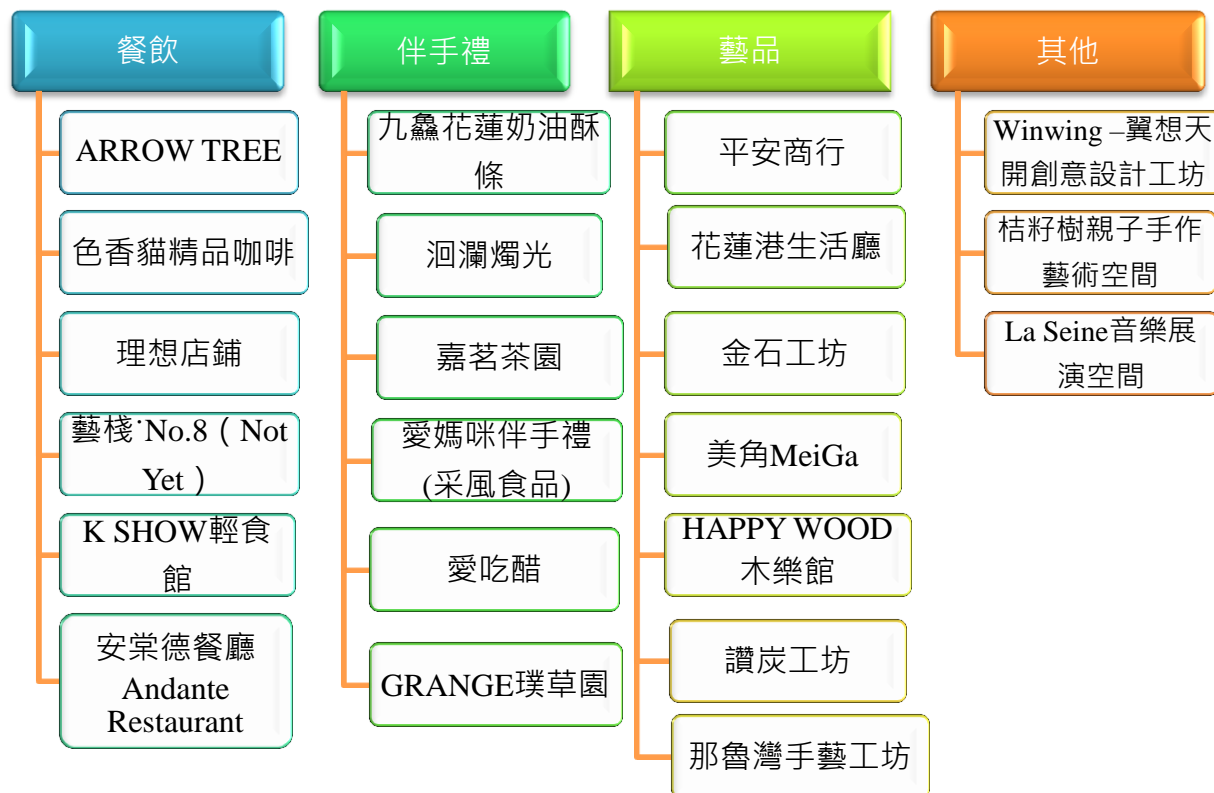 餐飲
ARROW TREE
色香貓精品咖啡
理想店鋪
藝棧˙No.8（Not
Yet）
K SHOW輕食
館
安棠德餐廳
Andante
Restaurant
伴手禮
九鱻花蓮奶油酥
條
洄瀾燭光
嘉茗茶園
愛媽咪伴手禮
(采風食品)
愛吃醋
GRANGE璞草園
藝品
平安商行
花蓮港生活廳
金石工坊
美角MeiGa
HAPPY WOOD
木樂館
讚炭工坊
那魯灣手藝工坊
其他
Winwing –翼想天
開創意設計工坊
桔籽樹親子手作
藝術空間
La Seine音樂展
演空間